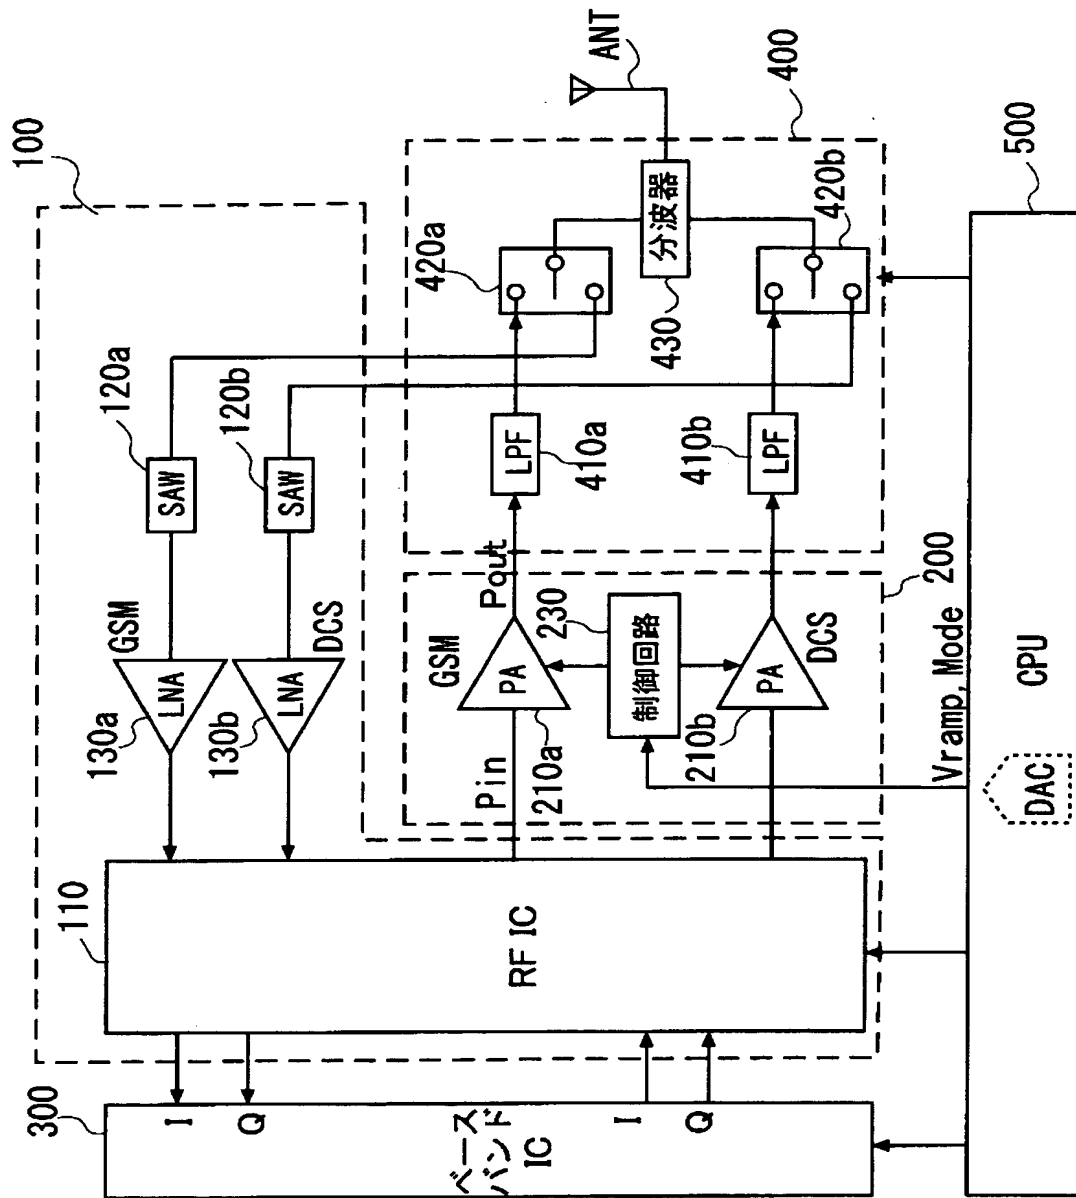 100
ANT
400
120a
SAW
120b
SAW
GSM
LNA
130a
DCS
LNA
130b
420a
分波器
430
420b
LPF
410a
LPF
410b
Pout
GSM
PA
210a
Pin
230
制御回路
PA
DCS
210b
200
110
RF IC
300
I
Q
I
Q
ベースバンド
IC
Vramp, Mode
DAC
CPU
500